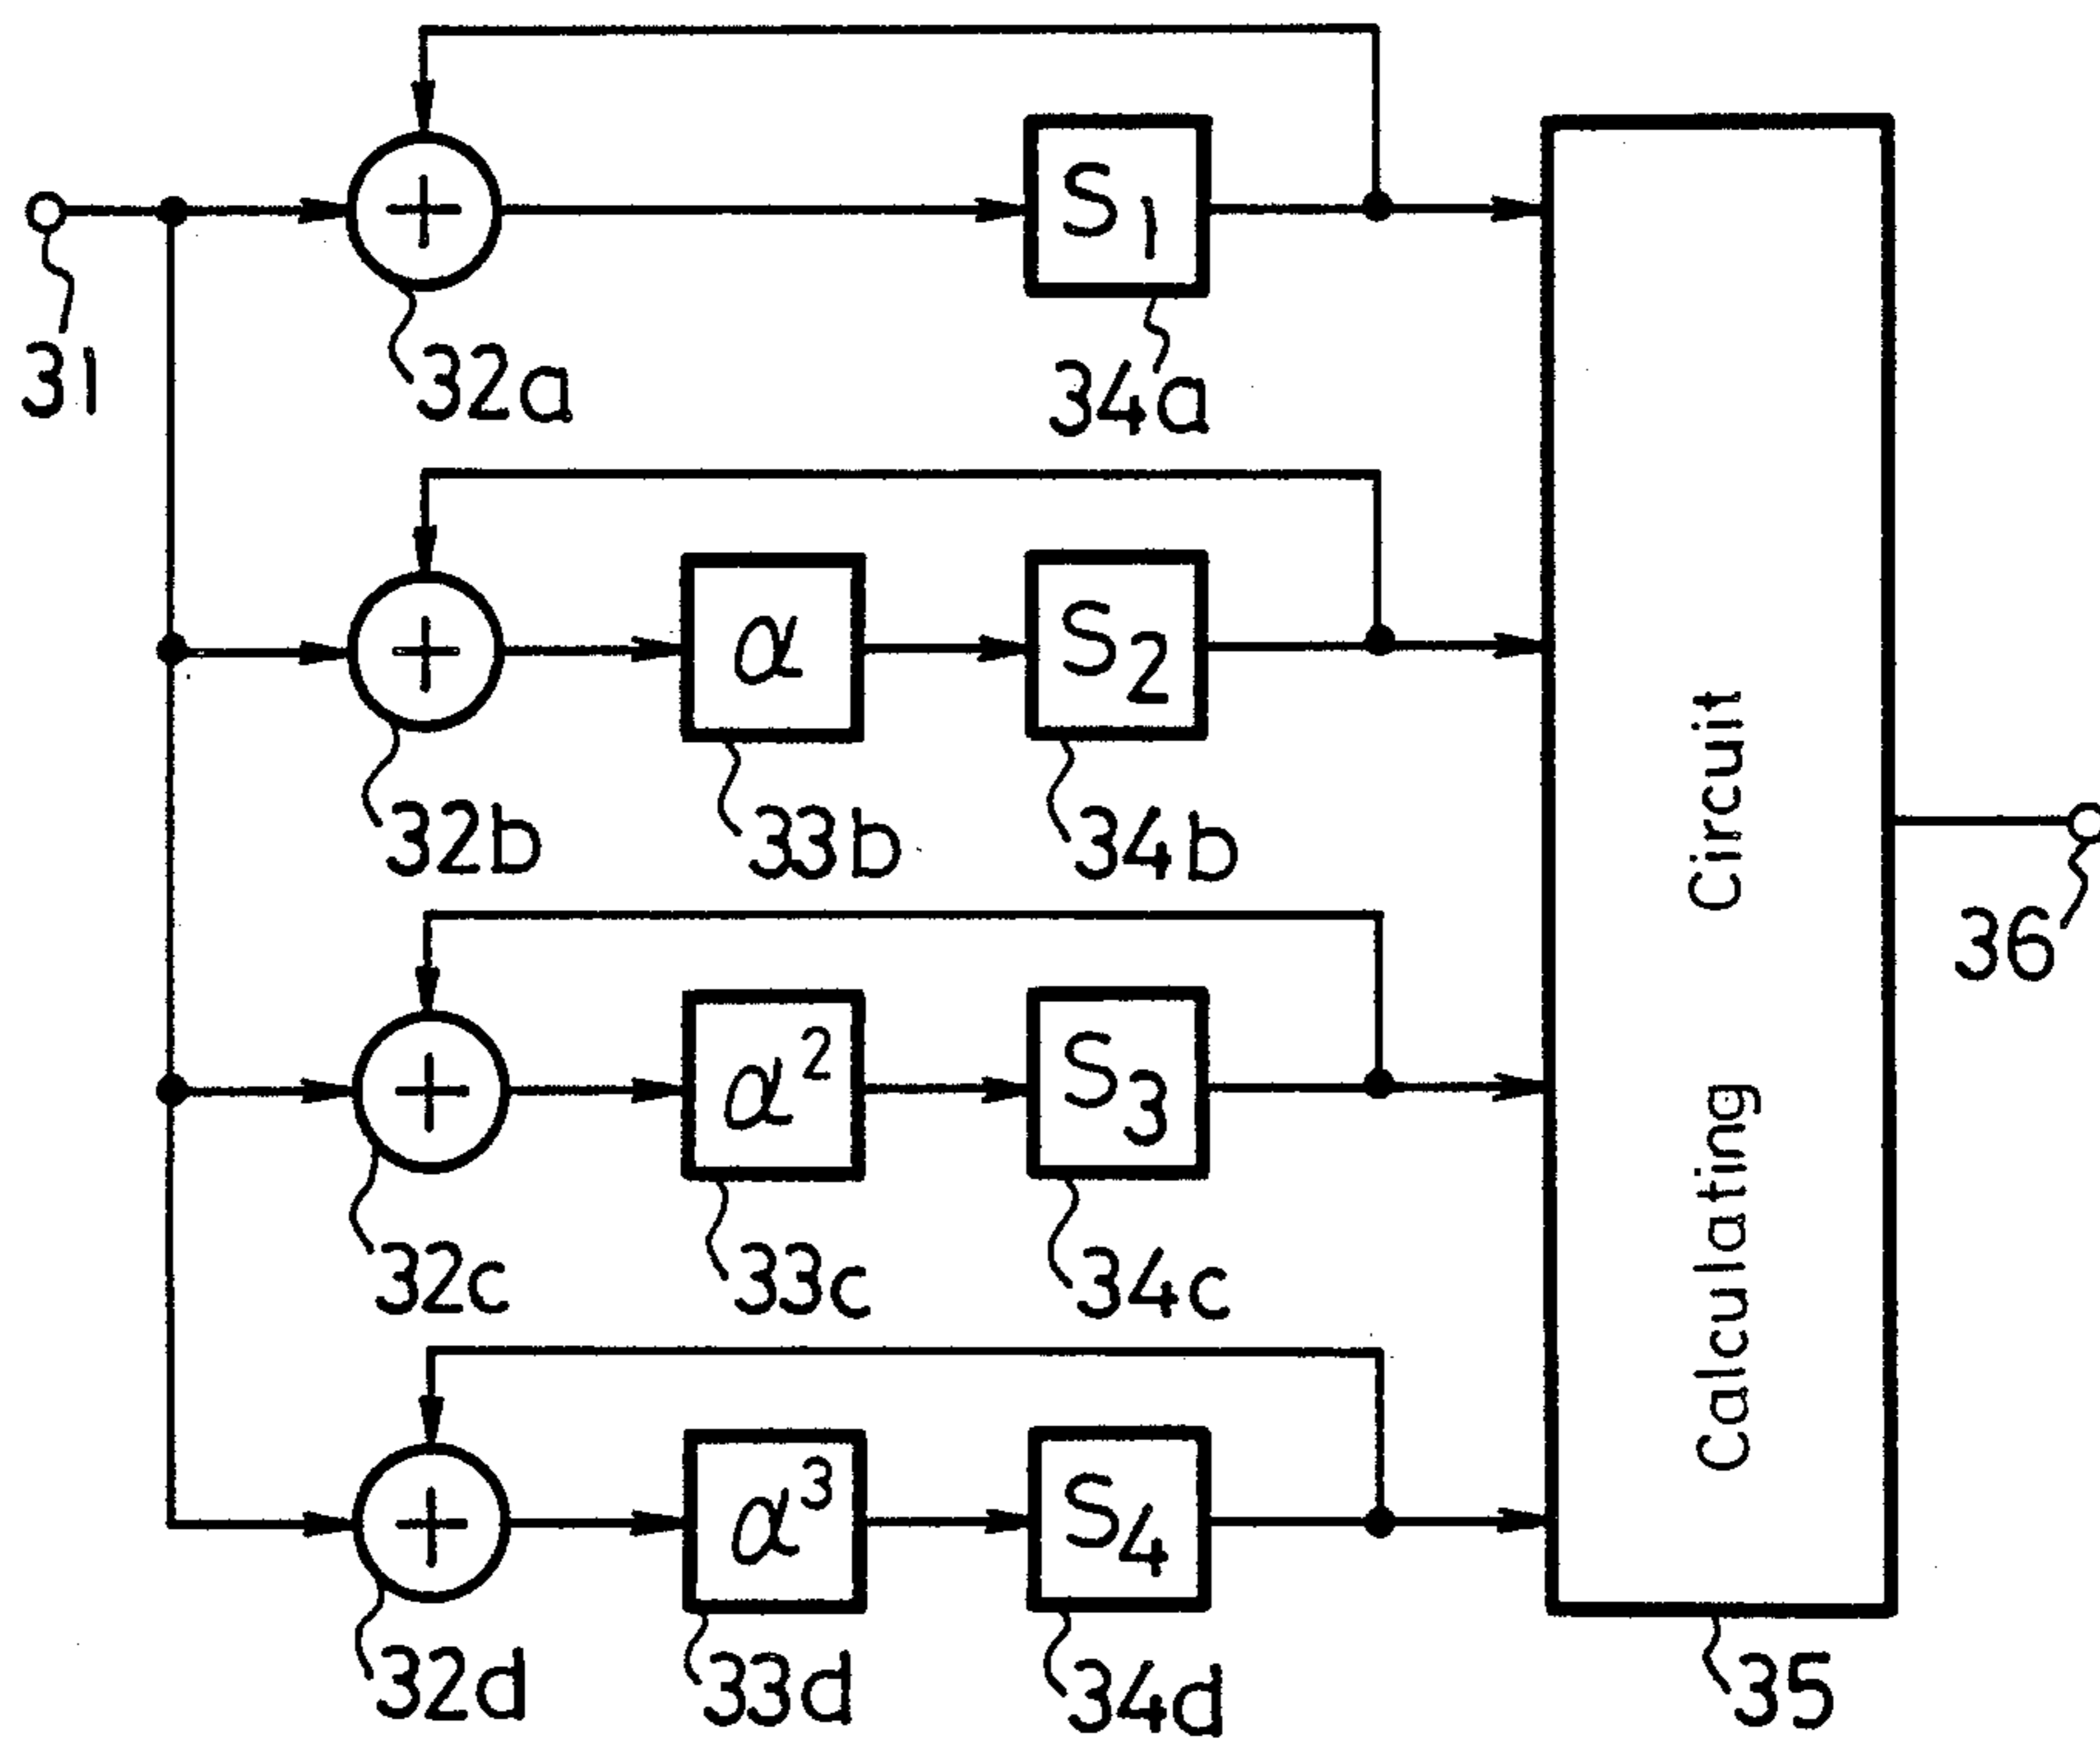 S1
31
32a
34a
α
S2
32b
33b
34b
α²
S3
32c
33c
34c
α³
S4
32d
33d
34d
Calculating Circuit
35
36